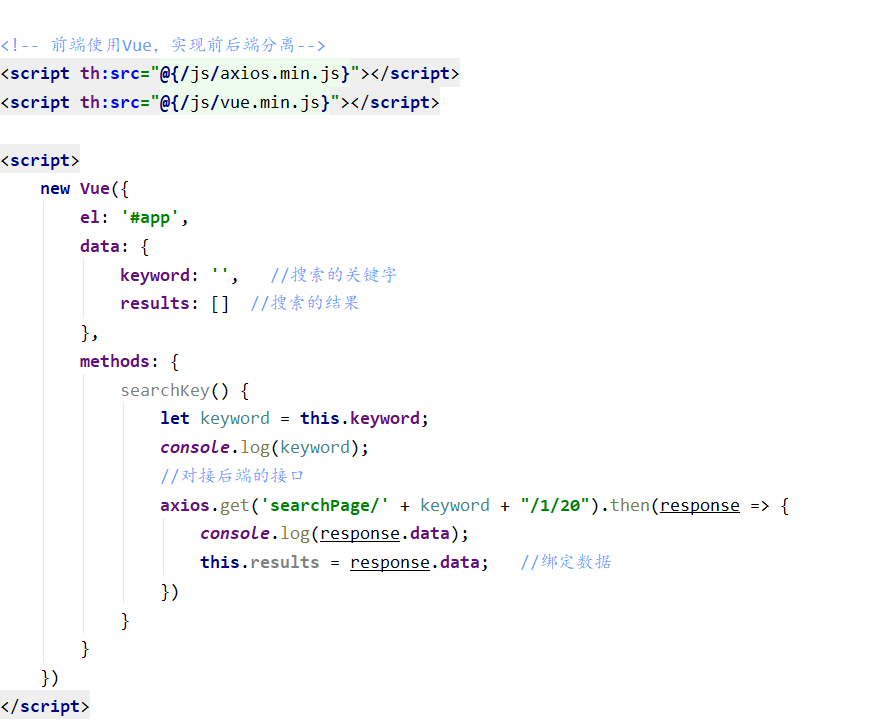 <!-- 前端使用Vue, 实现前后端分离-->
<script th:src="@{/js/axios.min.js}"></script>
<script th:src="@{/js/vue.min.js}"></script>
<script>
    new Vue({
        el: '#app',
        data: {
            keyword: '',   //搜索的关键字
            results: []  //搜索的结果
        },
        methods: {
            searchKey() {
                let keyword = this.keyword;
                console.log(keyword);
                //对接后端的接口
                axios.get('searchPage/' + keyword + "/1/20").then(response => {
                    console.log(response.data);
                    this.results = response.data;   //绑定数据
                })
            }
        }
    })
</script>